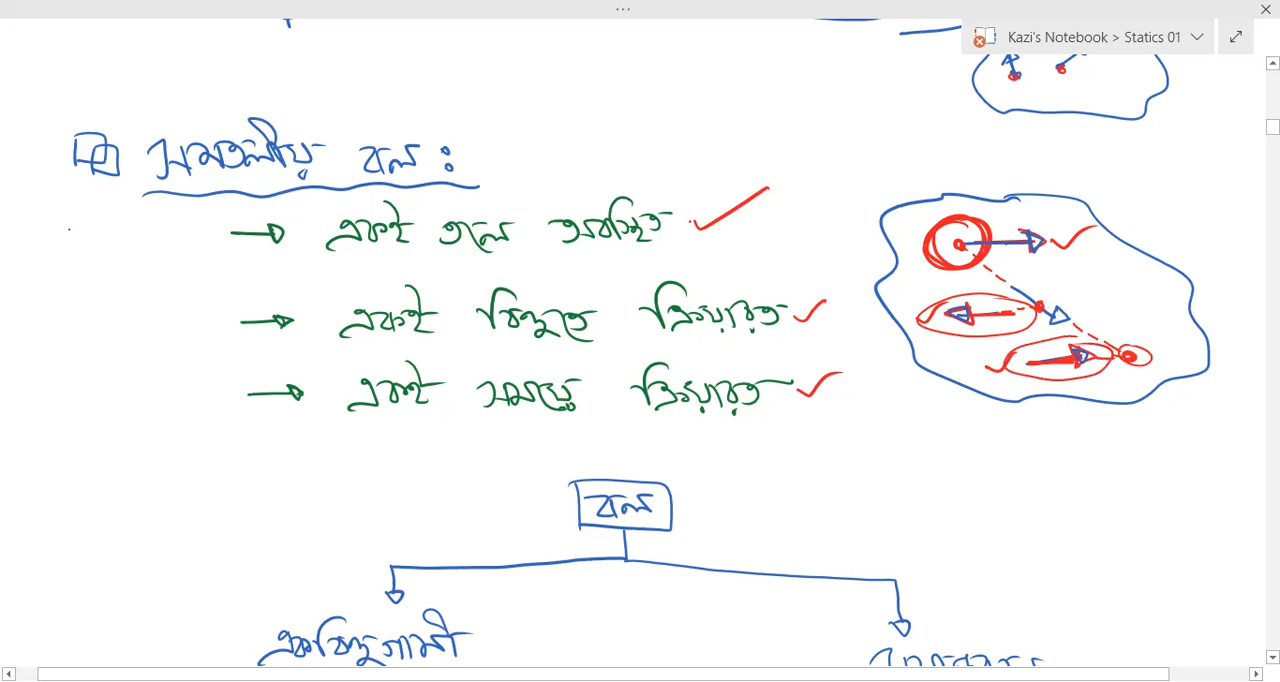 Kazi's Notebook > Statics 01
সমতলীয় বল :
→ একই তলে অবস্থিত ✓
→ একই বিন্দুতে ক্রিয়ারত ✓
→ একই সময়ে ক্রিয়ারত ✓
বল
একবিন্দুগামী